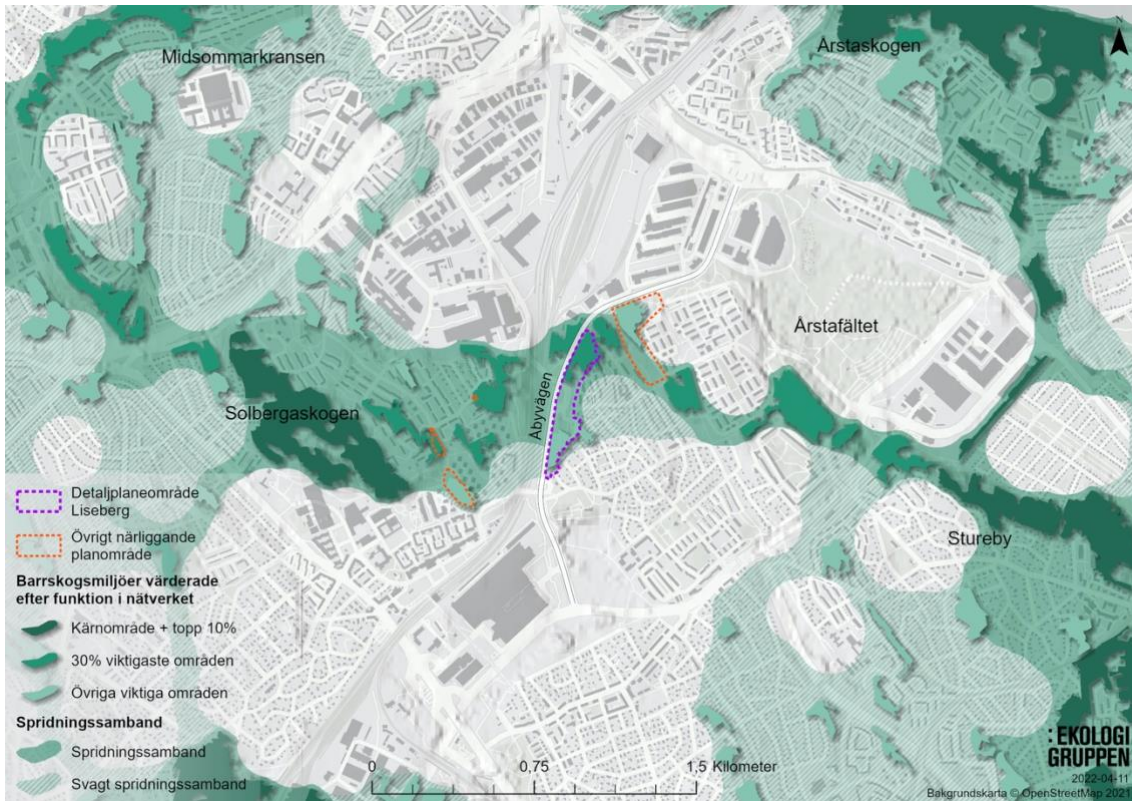 Midsommarkransen
Årstaskogen
N
Årstafältet
Åbyvägen
Solbergaskogen
Stureby
Detaljplaneområde
Liseberg
Övrigt närliggande
planområde
Barrskogsmiljöer värderade
efter funktion i nätverket
Kärnområde + topp 10%
30% viktigaste områden
Övriga viktiga områden
Spridningssamband
Spridningssamband
Svagt spridningssamband
0 0,75 1,5 Kilometer
:EKOLOGI
GRUPPEN
2022-04-11
Bakgrundskarta © OpenStreetMap 2021